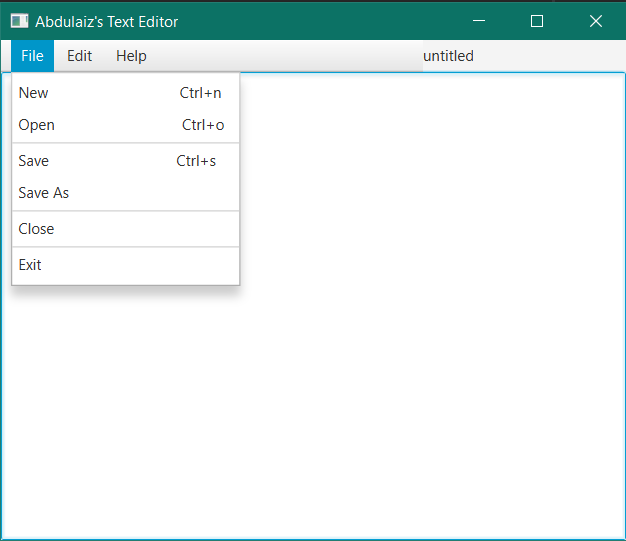 Abdulaiz's Text Editor
File Edit Help untitled
New Ctrl+n
Open Ctrl+o
Save Ctrl+s
Save As
Close
Exit